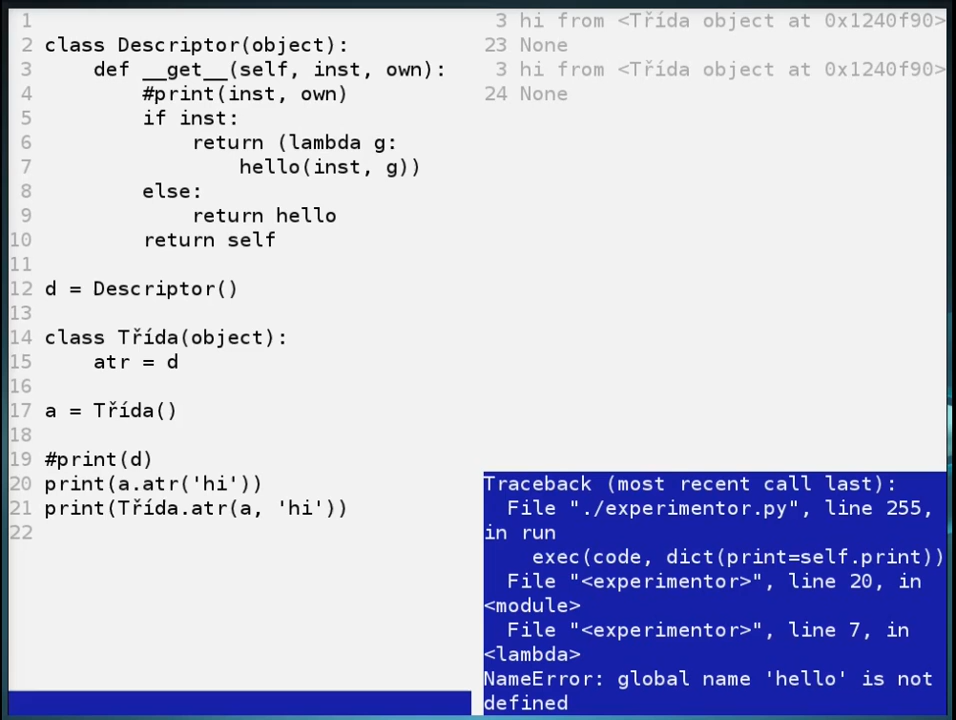 1
2 class Descriptor(object):
3     def __get__(self, inst, own):
4         #print(inst, own)
5         if inst:
6             return (lambda g:
7                 hello(inst, g))
8         else:
9             return hello
10         return self
11
12 d = Descriptor()
13
14 class Třída(object):
15     atr = d
16
17 a = Třída()
18
19 #print(d)
20 print(a.atr('hi'))
21 print(Třída.atr(a, 'hi'))
22
3 hi from <Třída object at 0x1240f90>
23 None
3 hi from <Třída object at 0x1240f90>
24 None
Traceback (most recent call last):
  File "./experimentor.py", line 255,
in run
    exec(code, dict(print=self.print))
  File "<experimentor>", line 20, in
<module>
  File "<experimentor>", line 7, in
<lambda>
NameError: global name 'hello' is not
defined